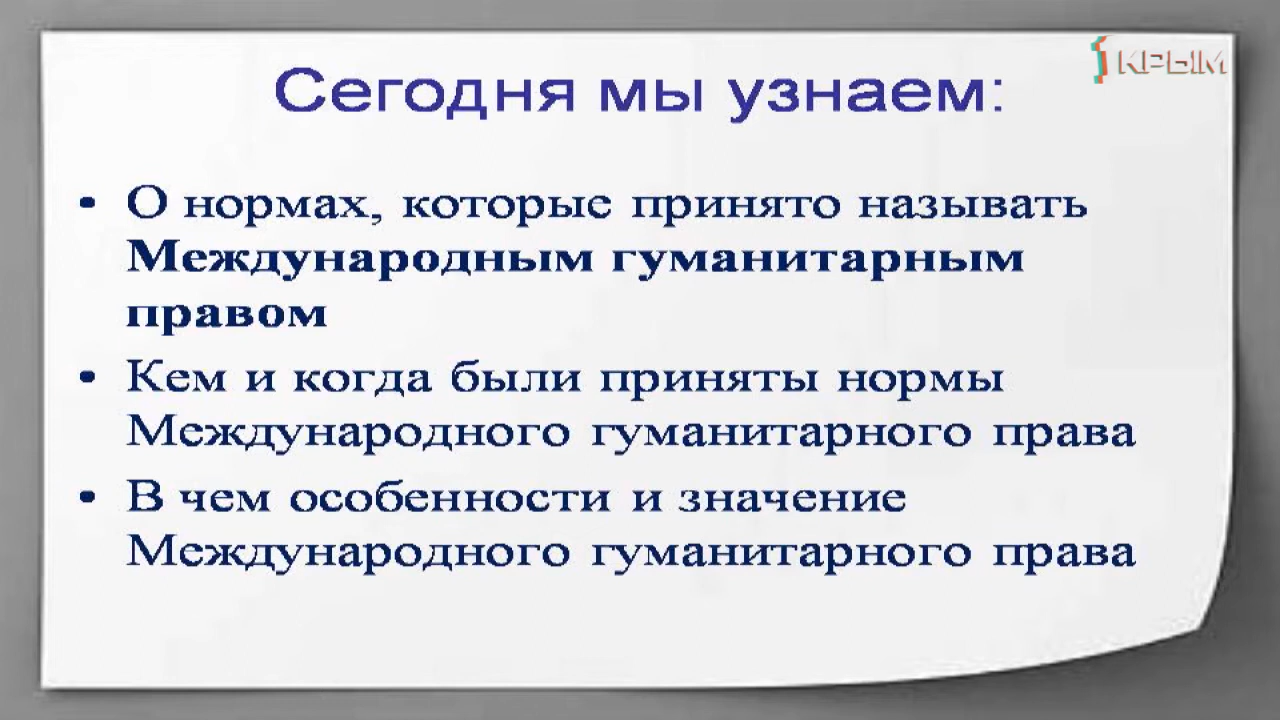 КРЫМ
Сегодня мы узнаем:
• О нормах, которые принято называть
Международным гуманитарным
правом
• Кем и когда были приняты нормы
Международного гуманитарного права
• В чем особенности и значение
Международного гуманитарного права